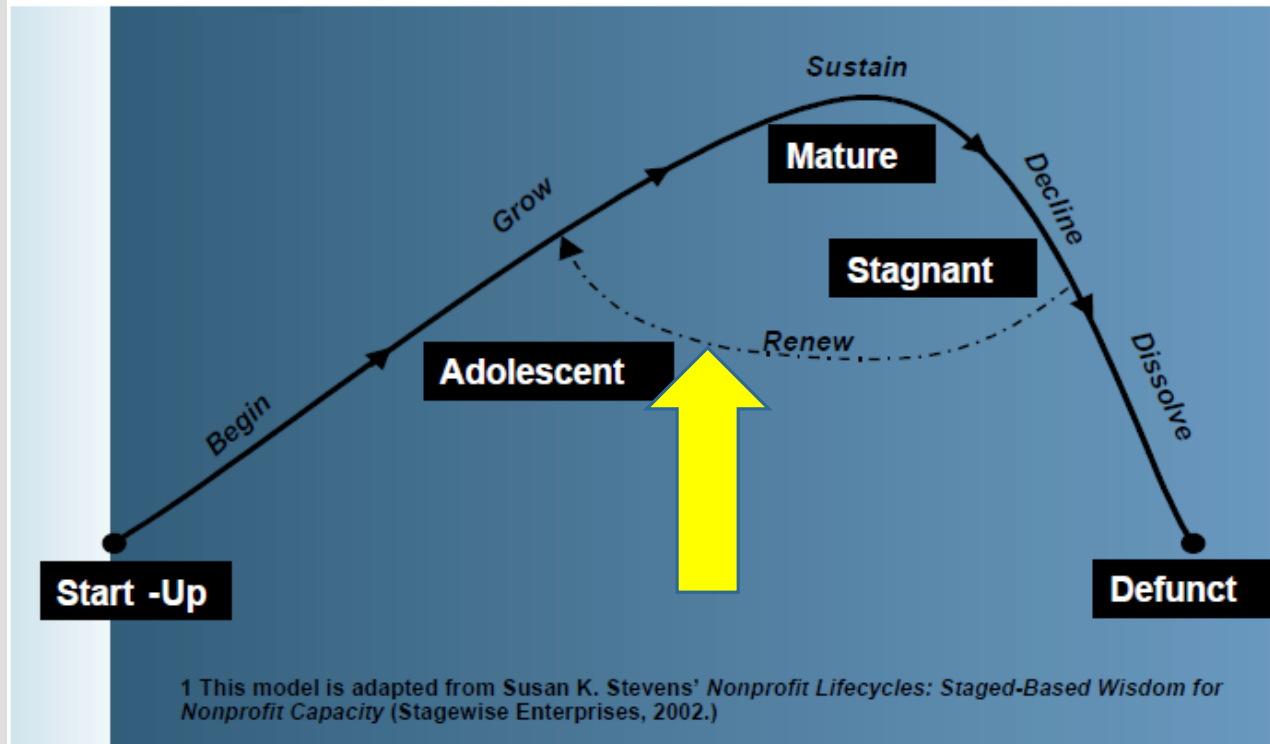 Sustain
Mature
Decline
Grow
Stagnant
Renew
Dissolve
Adolescent
Begin
Start -Up
Defunct
1 This model is adapted from Susan K. Stevens’ Nonprofit Lifecycles: Staged-Based Wisdom for
Nonprofit Capacity (Stagewise Enterprises, 2002.)